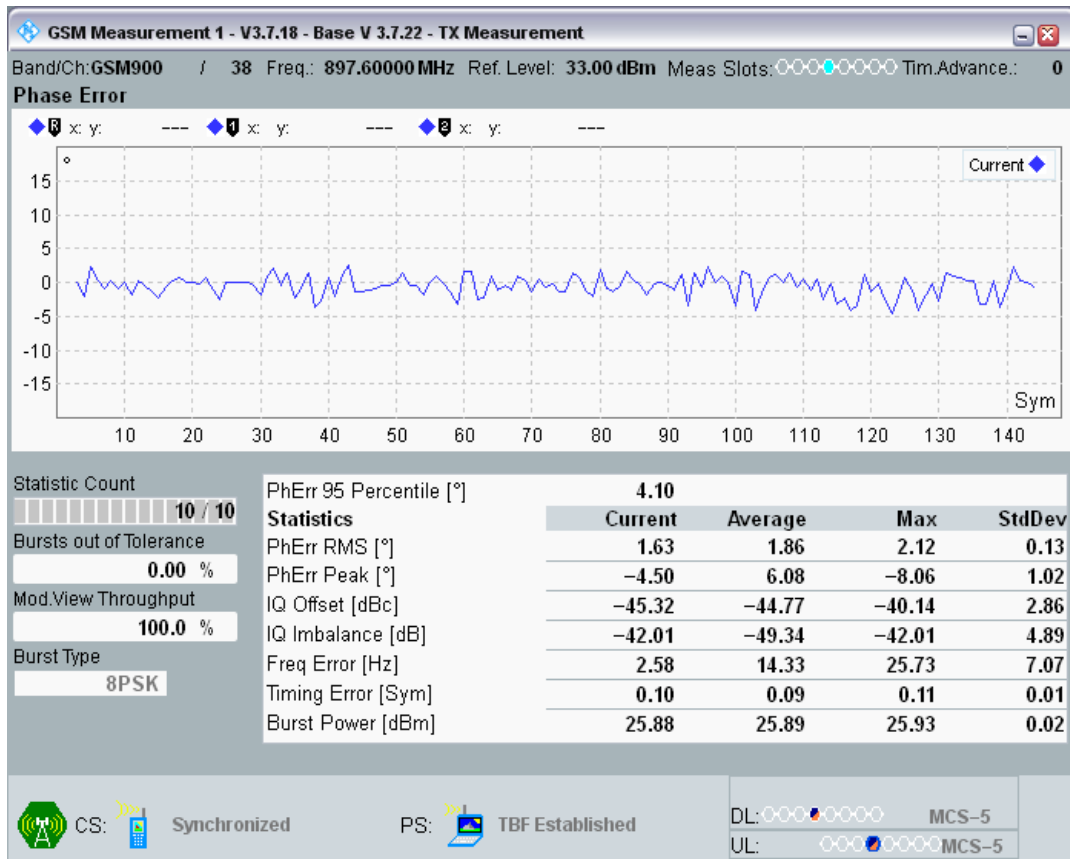 GSM Measurement 1 - V3.7.18 - Base V 3.7.22 - TX Measurement
Band/Ch:GSM900 / 38 Freq.: 897.60000 MHz Ref. Level: 33.00 dBm Meas Slots: Tim.Advance.: 0
Phase Error
R x: y: --- 1 x: y: --- 2 x: y: ---
°
Current
15
10
5
0
-5
-10
-15
Sym
10 20 30 40 50 60 70 80 90 100 110 120 130 140
Statistic Count
10 / 10
Bursts out of Tolerance
0.00 %
Mod.View Throughput
100.0 %
Burst Type
8PSK
PhErr 95 Percentile [°] 4.10
Statistics Current Average Max StdDev
PhErr RMS [°] 1.63 1.86 2.12 0.13
PhErr Peak [°] −4.50 6.08 −8.06 1.02
IQ Offset [dBc] −45.32 −44.77 −40.14 2.86
IQ Imbalance [dB] −42.01 −49.34 −42.01 4.89
Freq Error [Hz] 2.58 14.33 25.73 7.07
Timing Error [Sym] 0.10 0.09 0.11 0.01
Burst Power [dBm] 25.88 25.89 25.93 0.02
CS: Synchronized PS: TBF Established
DL: MCS−5
UL: MCS−5